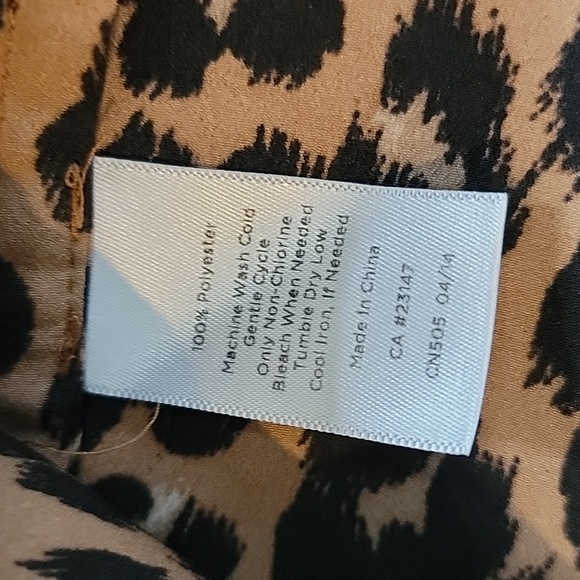 100% Polyester
Machine Wash Cold
Gentle Cycle
Only Non-Chlorine
Bleach When Needed
Tumble Dry Low
Cool Iron, If Needed
Made In China
CA #23147
CN505 04/14